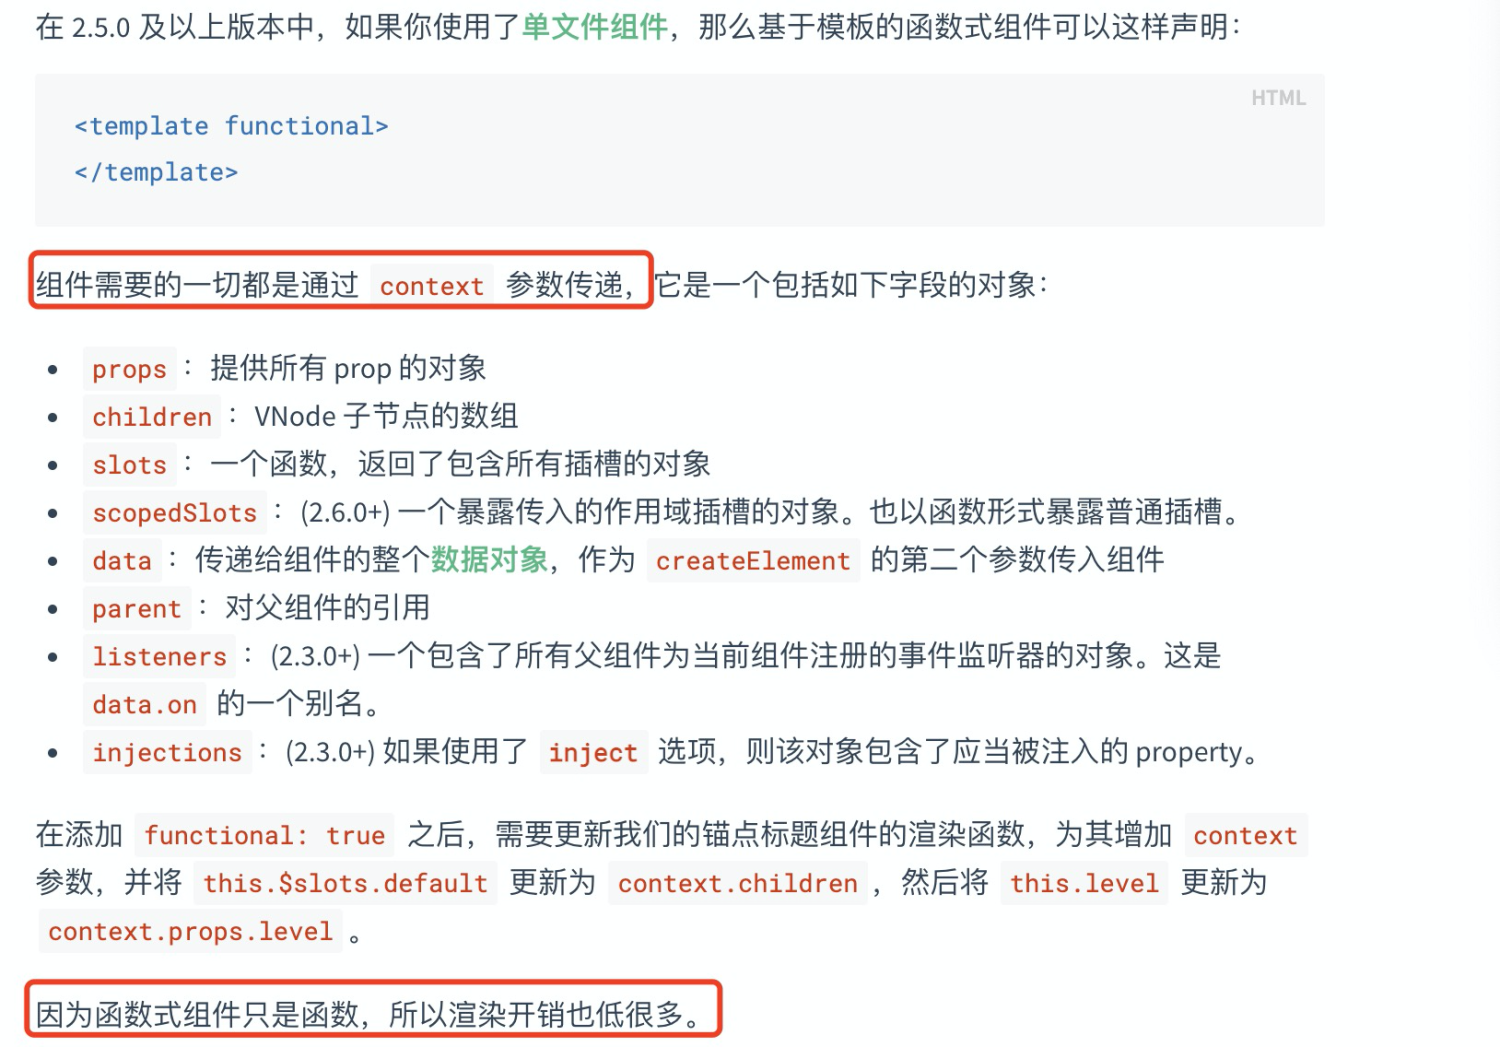 在 2.5.0 及以上版本中，如果你使用了单文件组件，那么基于模板的函数式组件可以这样声明：
HTML
<template functional>
</template>
组件需要的一切都是通过 context 参数传递，它是一个包括如下字段的对象：
• props ： 提供所有 prop 的对象
• children ： VNode 子节点的数组
• slots ： 一个函数，返回了包含所有插槽的对象
• scopedSlots ： (2.6.0+) 一个暴露传入的作用域插槽的对象。也以函数形式暴露普通插槽。
• data ： 传递给组件的整个数据对象，作为 createElement 的第二个参数传入组件
• parent ： 对父组件的引用
• listeners ： (2.3.0+) 一个包含了所有父组件为当前组件注册的事件监听器的对象。这是
data.on 的一个别名。
• injections ： (2.3.0+) 如果使用了 inject 选项，则该对象包含了应当被注入的 property。
在添加 functional: true 之后，需要更新我们的锚点标题组件的渲染函数，为其增加 context
参数，并将 this.$slots.default 更新为 context.children ，然后将 this.level 更新为
context.props.level 。
因为函数式组件只是函数，所以渲染开销也低很多。